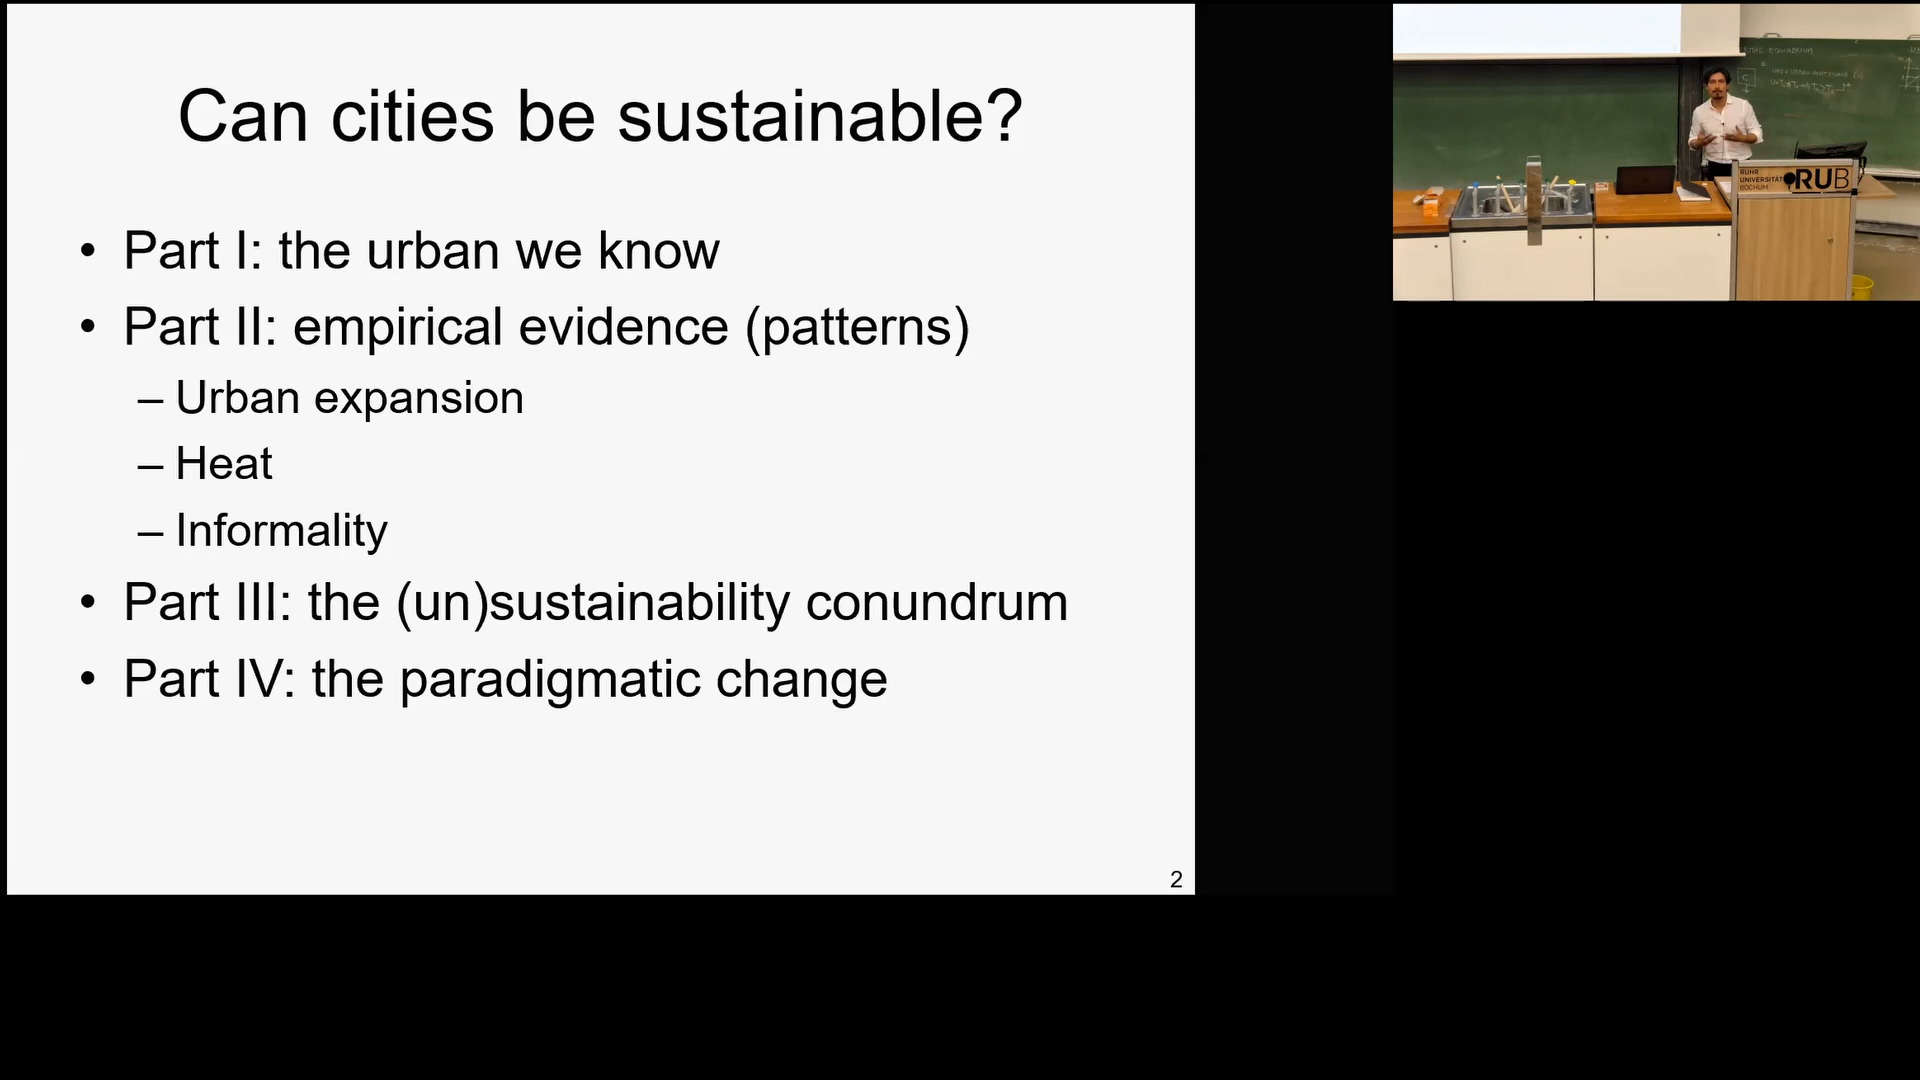 Can cities be sustainable?
• Part I: the urban we know
• Part II: empirical evidence (patterns)
– Urban expansion
– Heat
– Informality
• Part III: the (un)sustainability conundrum
• Part IV: the paradigmatic change
2
RUHR
UNIVERSITÄT
BOCHUM
RUB